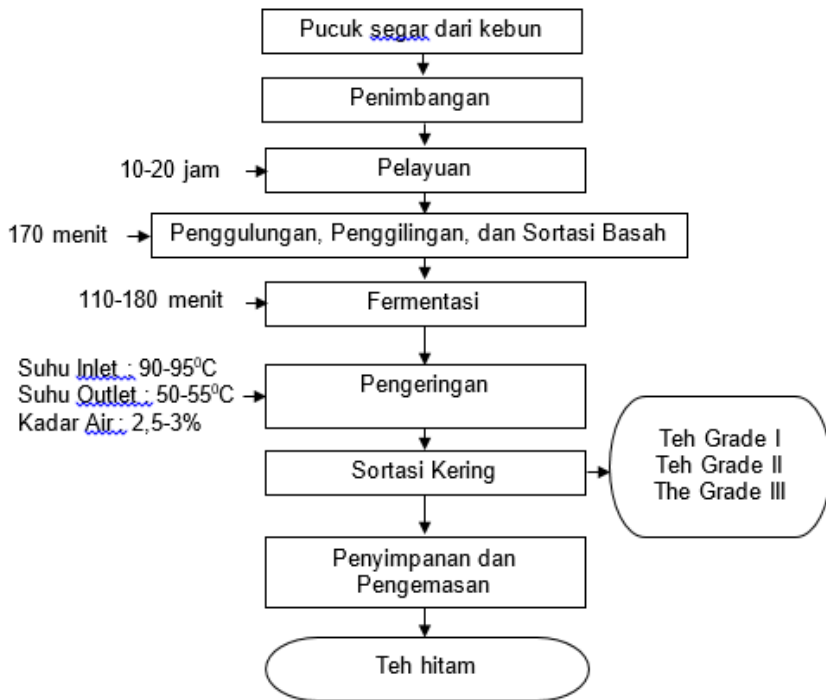 Pucuk segar dari kebun
Penimbangan
10-20 jam
Pelayuan
170 menit
Penggulungan, Penggilingan, dan Sortasi Basah
110-180 menit
Fermentasi
Suhu Inlet : 90-95⁰C
Suhu Outlet : 50-55⁰C
Kadar Air : 2,5-3%
Pengeringan
Sortasi Kering
Teh Grade I
Teh Grade II
The Grade III
Penyimpanan dan
Pengemasan
Teh hitam